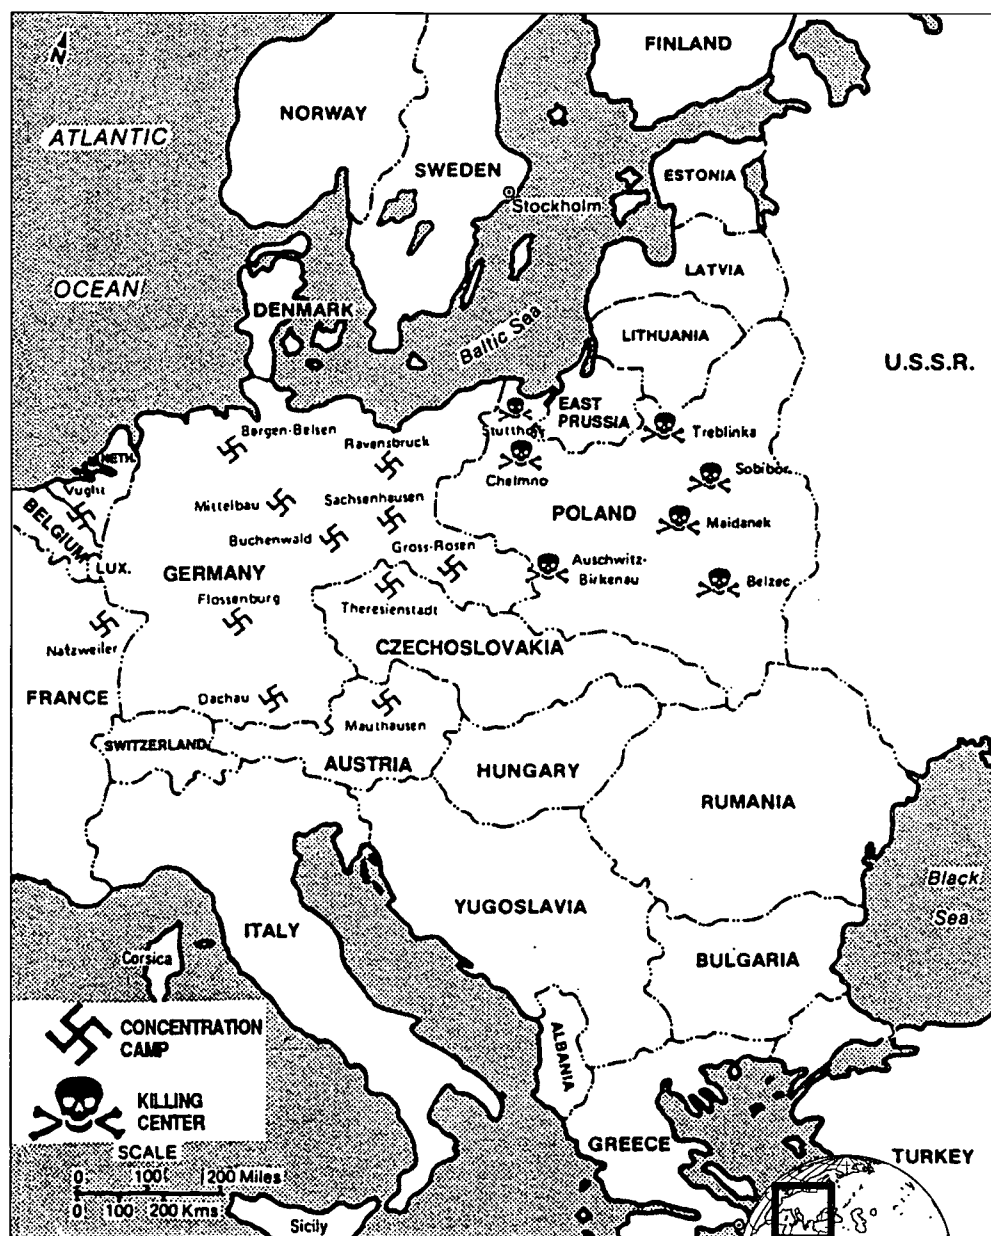 N
FINLAND
NORWAY
ATLANTIC
SWEDEN
ESTONIA
Stockholm
LATVIA
OCEAN
DENMARK
Baltic Sea
LITHUANIA
U.S.S.R.
EAST
PRUSSIA
Bergen-Belsen
Ravensbruck
Stutthof
Treblinka
NETH.
Vught
Sobibor
Chelmno
Mittelbau
Sachsenhausen
POLAND
Maidanek
BELGIUM
Buchenwald
Gross-Rosen
LUX.
GERMANY
Auschwitz-
Birkenau
Belzec
Flossenburg
Theresienstadt
Natzweiler
CZECHOSLOVAKIA
FRANCE
Dachau
Mauthausen
SWITZERLAND
AUSTRIA
HUNGARY
RUMANIA
Black
Sea
YUGOSLAVIA
ITALY
Corsica
BULGARIA
CONCENTRATION
CAMP
ALBANIA
KILLING
CENTER
GREECE
TURKEY
SCALE
0 100 200 Miles
0 100 200 Kms
Sicily